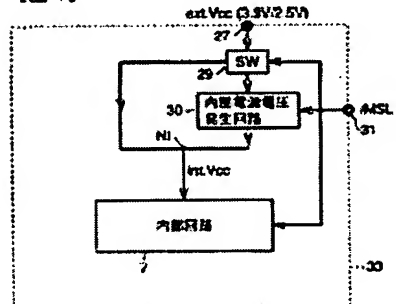 ext.Vcc (3.3V/2.5V)
27
SW
29
30
内部電源電圧
発生回路
/MSL
31
N1
int.Vcc
内部回路
7
33